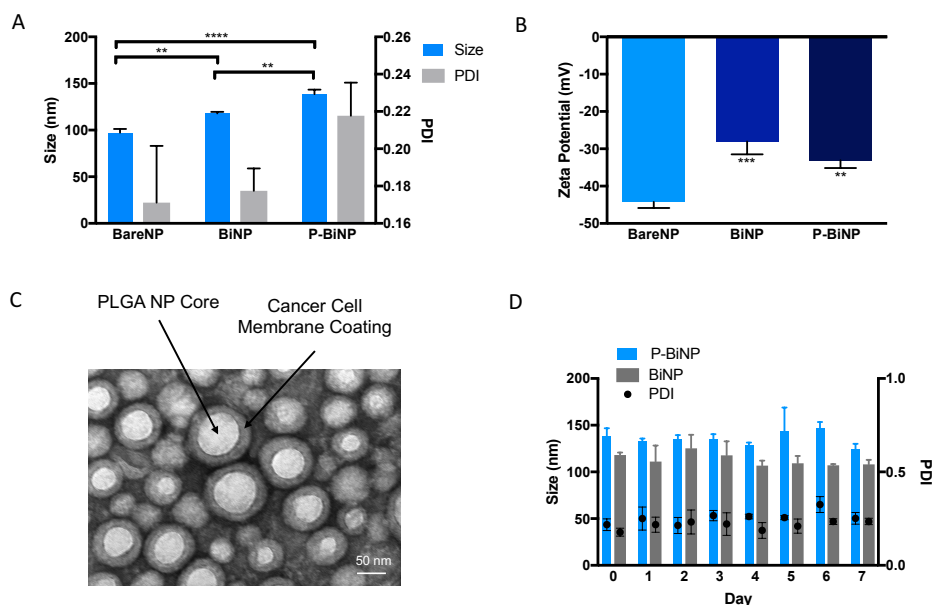 A
****
**
**
Size
PDI
200
150
100
50
0
Size (nm)
0.26
0.24
0.22
0.20
0.18
0.16
PDI
BareNP
BiNP
P-BiNP
B
0
-10
-20
-30
-40
-50
Zeta Potential (mV)
***
**
BareNP
BiNP
P-BiNP
C
PLGA NP Core
Cancer Cell
Membrane Coating
50 nm
D
P-BiNP
BiNP
PDI
200
150
100
50
0
Size (nm)
1.0
0.5
0.0
PDI
0 1 2 3 4 5 6 7
Day